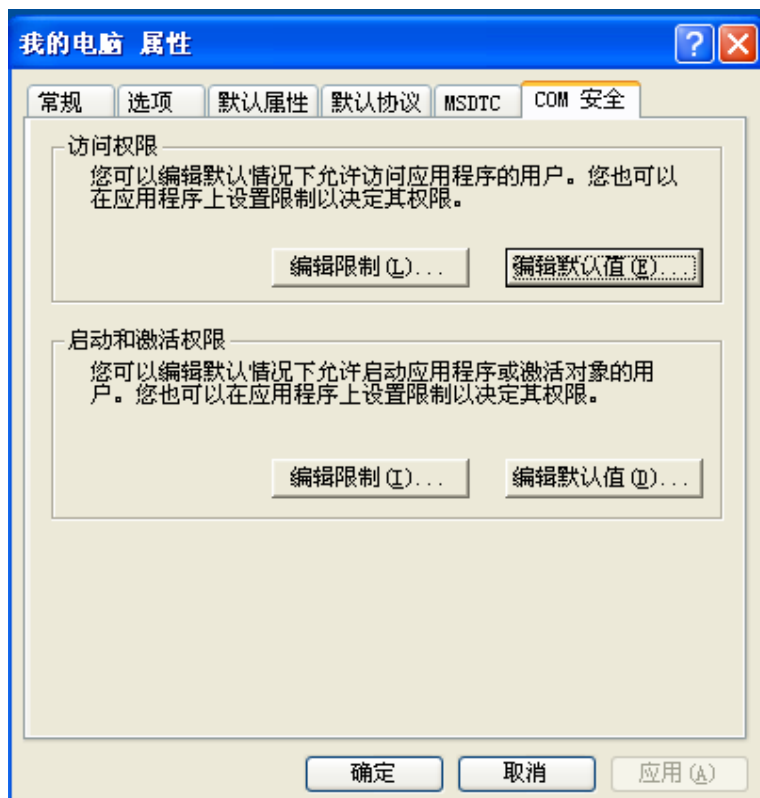 我的电脑 属性
常规 选项 默认属性 默认协议 MSDTC COM 安全
访问权限
您可以编辑默认情况下允许访问应用程序的用户。您也可以
在应用程序上设置限制以决定其权限。
编辑限制(L)... 编辑默认值(E)...
启动和激活权限
您可以编辑默认情况下允许启动应用程序或激活对象的用
户。您也可以在应用程序上设置限制以决定其权限。
编辑限制(I)... 编辑默认值(D)...
确定 取消 应用(A)